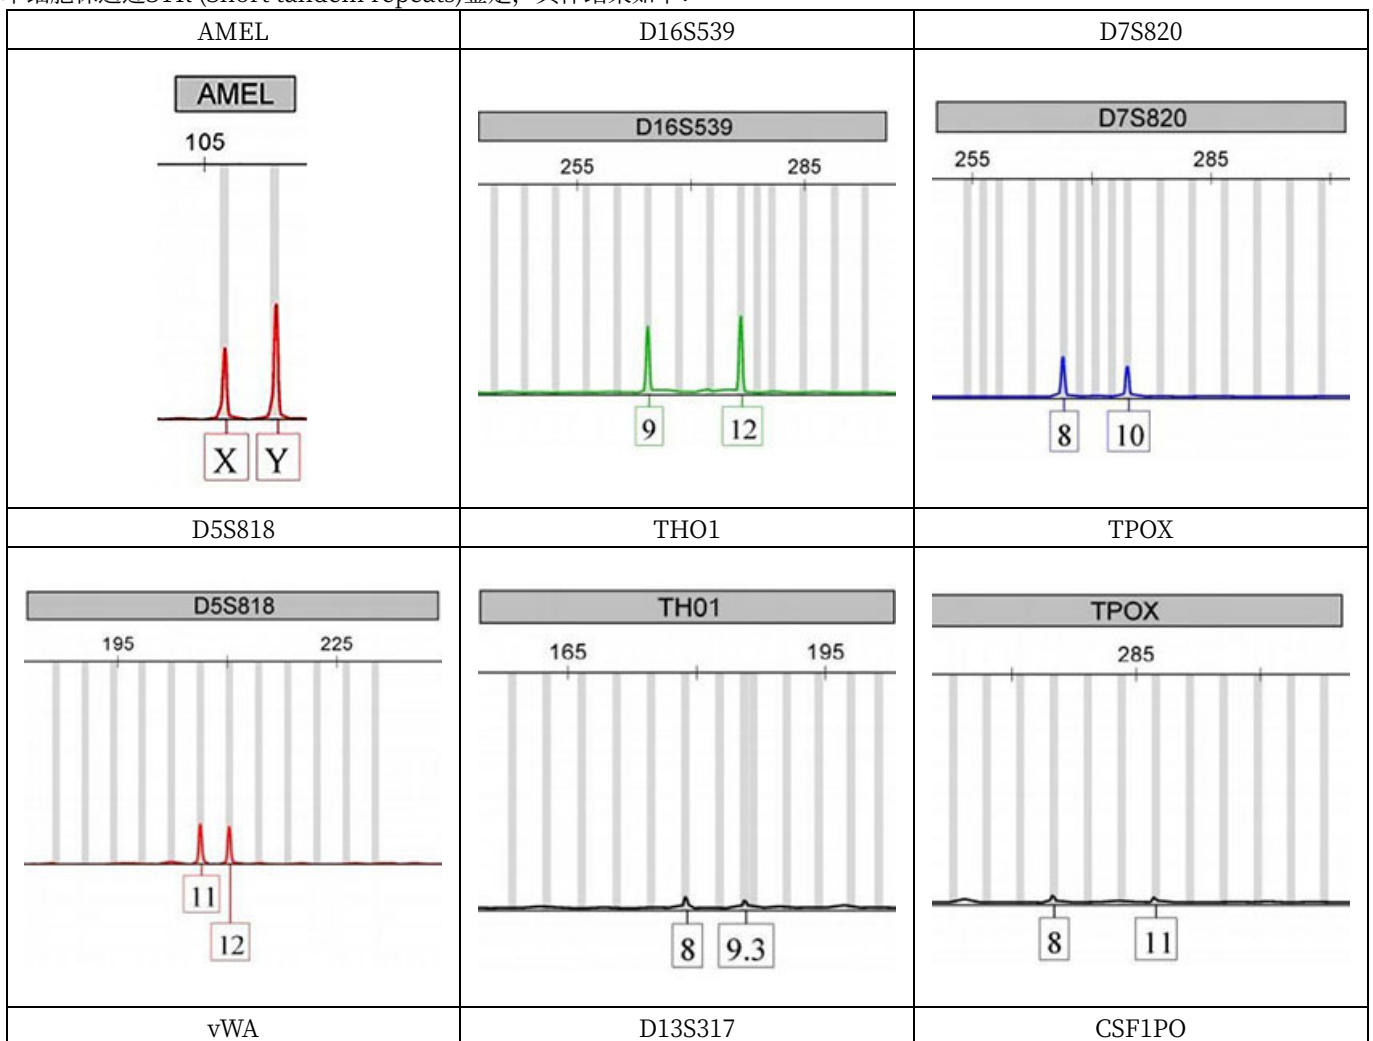 AMEL D16S539 D7S820
AMEL
105
X Y
D16S539
255 285
9 12
D7S820
255 285
8 10
D5S818 THO1 TPOX
D5S818
195 225
11
12
TH01
165 195
8 9.3
TPOX
285
8 11
vWA D13S317 CSF1PO